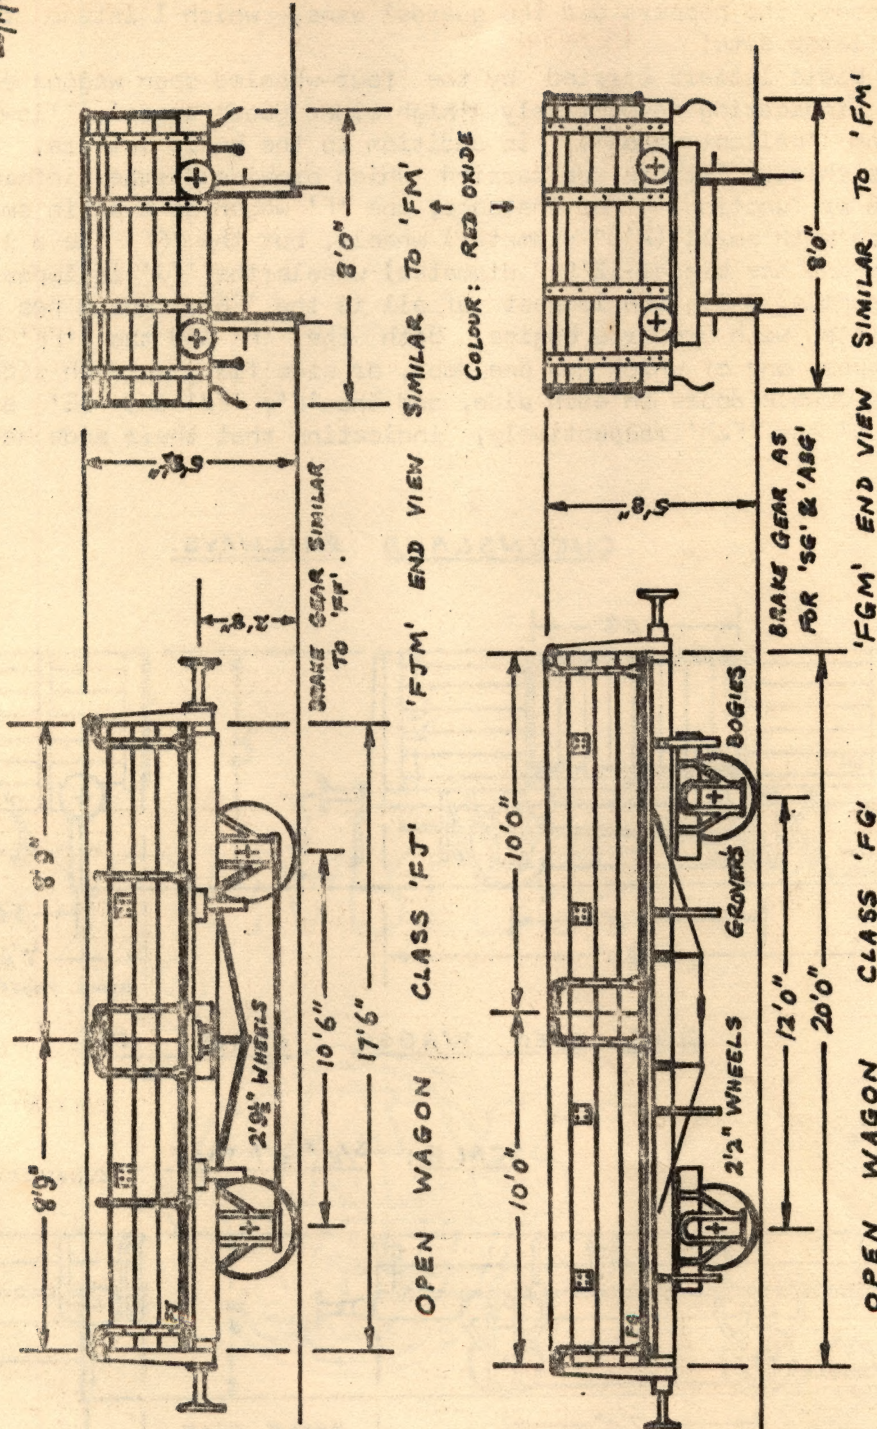 8'9"
8'9"
FJ
2'9½" WHEELS
10'6"
17'6"
2'8"
BRAKE GEAR SIMILAR
TO 'FF'.
8'0"
OPEN WAGON CLASS 'FJ'
'FJM' END VIEW SIMILAR TO 'FM'
COLOUR: RED OXIDE
10'0"
10'0"
FG
2'2" WHEELS
GROVER'S BOGIES
12'0"
20'0"
5'8"
BRAKE GEAR AS
FOR 'SG' & 'ABG'
8'0"
OPEN WAGON CLASS 'FG'
'FGM' END VIEW SIMILAR TO 'FM'